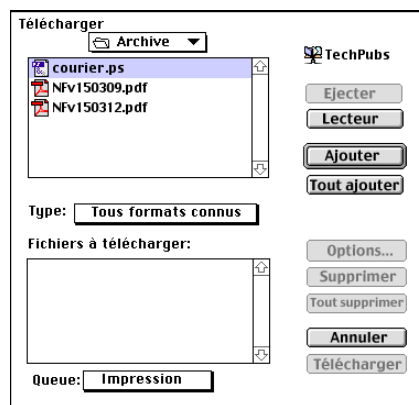 Télécharger
Archive
TechPubs
courier.ps
NFv150309.pdf
NFv150312.pdf
Ejecter
Lecteur
Ajouter
Tout ajouter
Type: Tous formats connus
Fichiers à télécharger:
Options...
Supprimer
Tout supprimer
Annuler
Télécharger
Queue: Impression